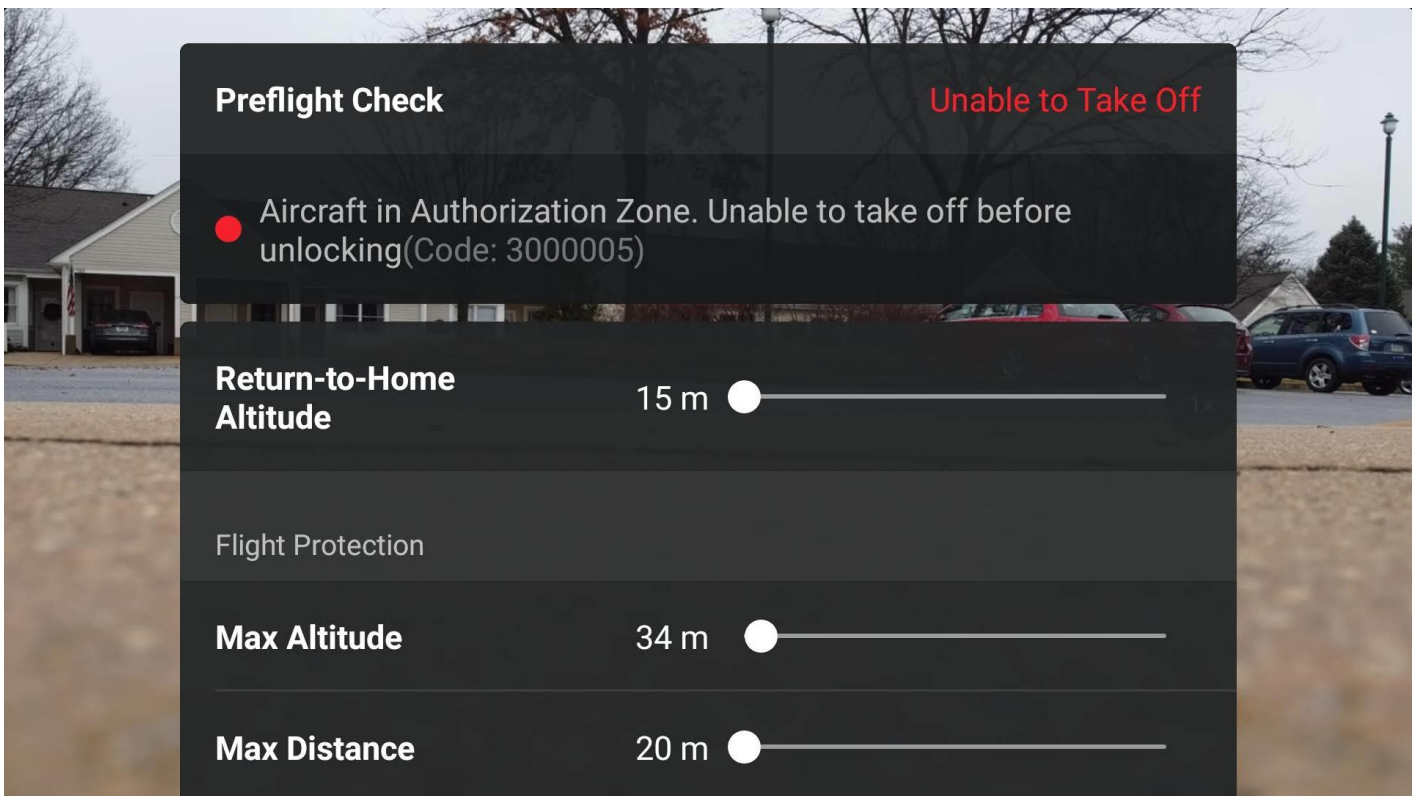 Preflight Check
Unable to Take Off
Aircraft in Authorization Zone. Unable to take off before
unlocking(Code: 3000005)
Return-to-Home
Altitude
15 m
1×
Flight Protection
Max Altitude
34 m
Max Distance
20 m